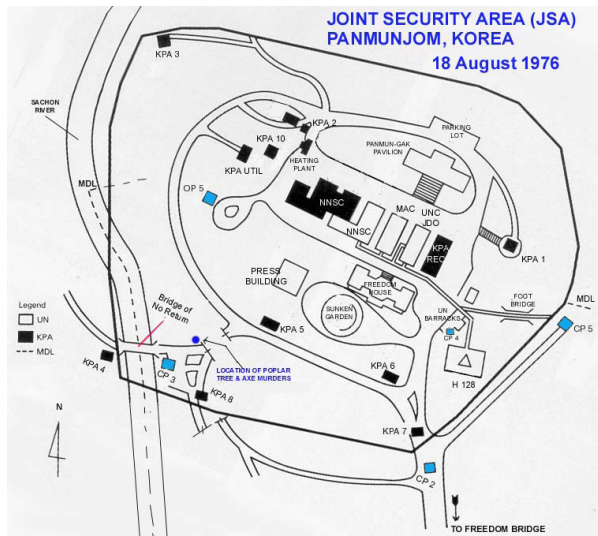 JOINT SECURITY AREA (JSA)
PANMUNJOM, KOREA
18 August 1976
KPA 3
SACHON
RIVER
KPA 2
PARKING
LOT
KPA 10
PANMUN-GAK
PAVILION
HEATING
PLANT
KPA UTIL
MDL
OP 5
NNSC
MAC
UNC
JDO
NNSC
KPA
REC
KPA 1
PRESS
BUILDING
FREEDOM
HOUSE
FOOT
BRIDGE
MDL
Legend
UN
KPA
MDL
Bridge of
No Return
SUNKEN
GARDEN
UN
BARRACKS
CP 4
CP 5
KPA 5
KPA 4
CP 3
LOCATION OF POPLAR
TREE & AXE MURDERS
KPA 6
H 128
KPA 8
N
KPA 7
CP 2
TO FREEDOM BRIDGE